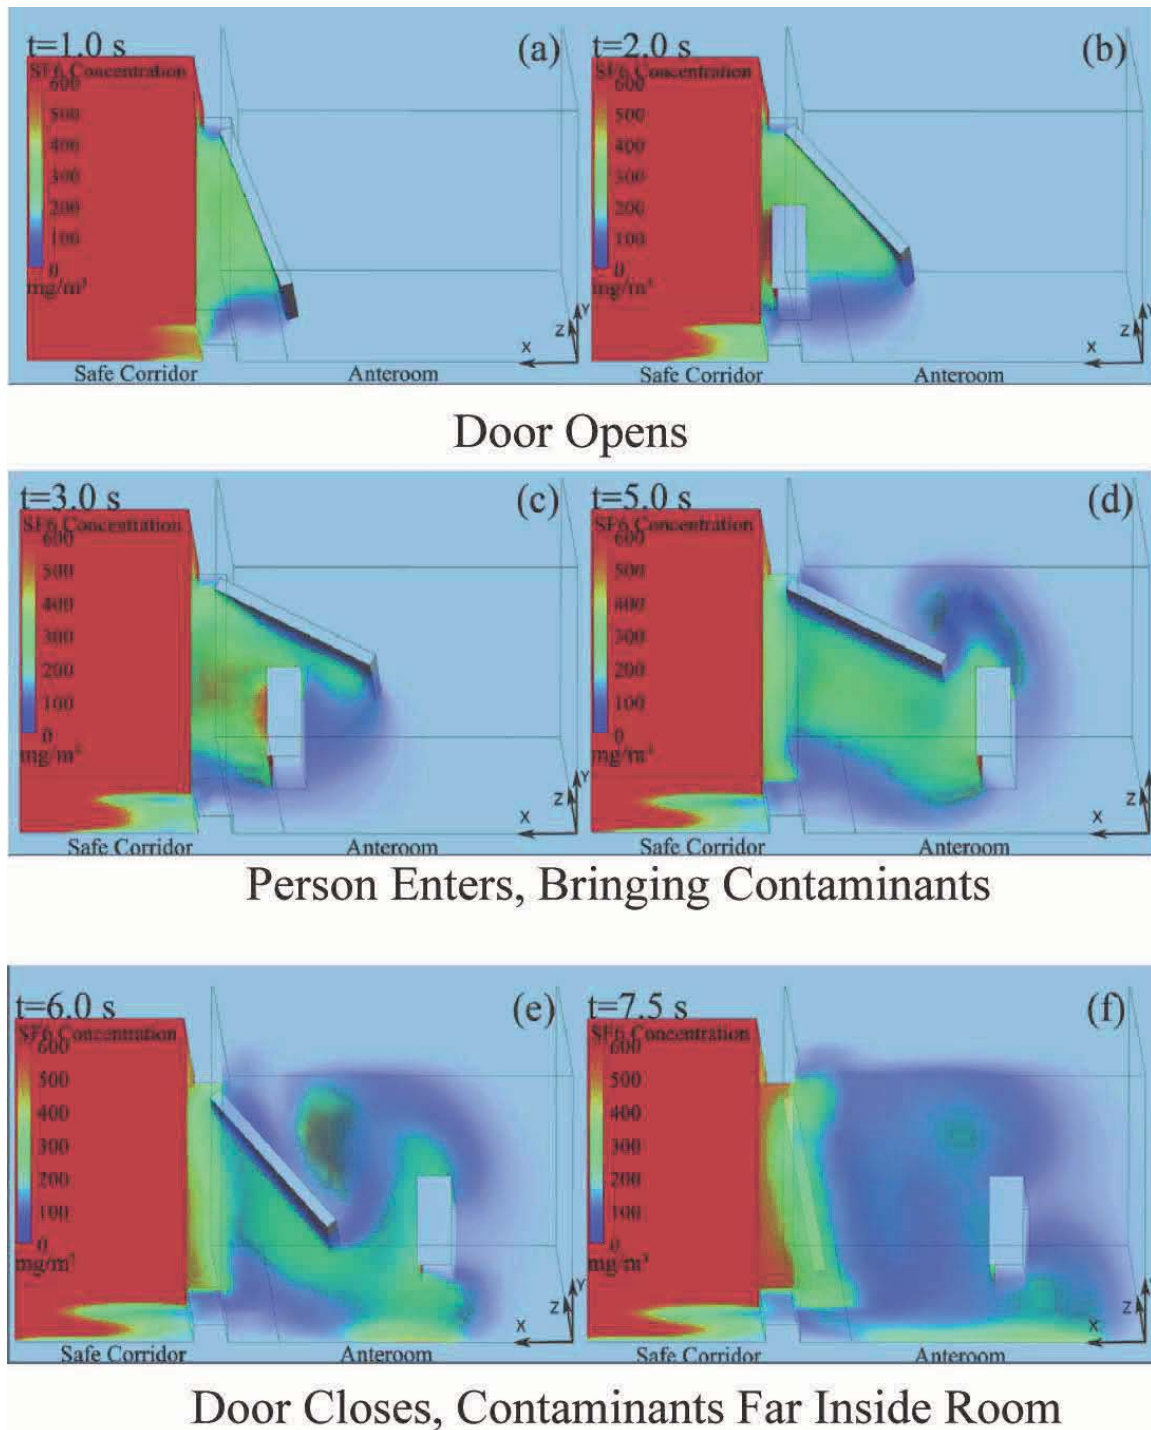 t=1.0 s
(a)
SF6 Concentration
600
500
400
300
200
100
0
mg/m³
Y
Z
X
Safe Corridor
Anteroom
t=2.0 s
(b)
SF6 Concentration
600
500
400
300
200
100
0
mg/m³
Y
Z
X
Safe Corridor
Anteroom
Door Opens
t=3.0 s
(c)
SF6 Concentration
600
500
400
300
200
100
0
mg/m³
Y
Z
X
Safe Corridor
Anteroom
t=5.0 s
(d)
SF6 Concentration
600
500
400
300
200
100
0
mg/m³
Y
Z
X
Safe Corridor
Anteroom
Person Enters, Bringing Contaminants
t=6.0 s
(e)
SF6 Concentration
600
500
400
300
200
100
0
mg/m³
Y
Z
X
Safe Corridor
Anteroom
t=7.5 s
(f)
SF6 Concentration
600
500
400
300
200
100
0
mg/m³
Y
Z
X
Safe Corridor
Anteroom
Door Closes, Contaminants Far Inside Room